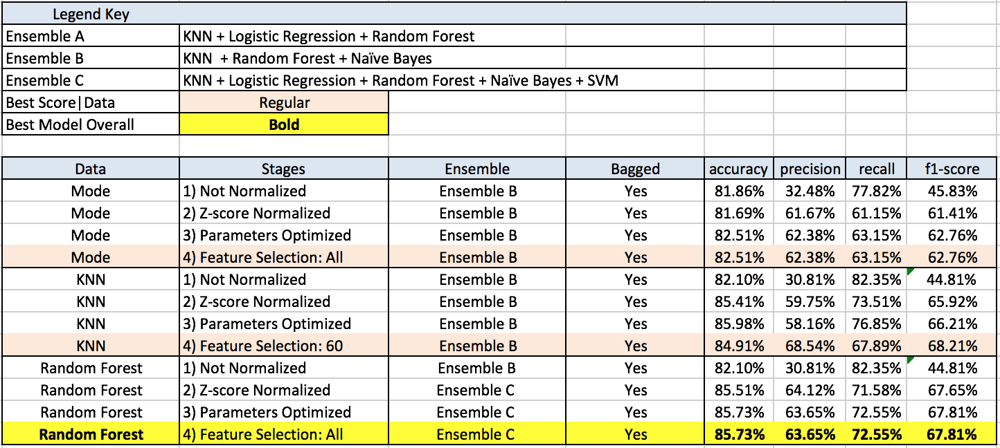 Legend Key
Ensemble A KNN + Logistic Regression + Random Forest
Ensemble B KNN + Random Forest + Naïve Bayes
Ensemble C KNN + Logistic Regression + Random Forest + Naïve Bayes + SVM
Best Score|Data Regular
Best Model Overall Bold
Data Stages Ensemble Bagged accuracy precision recall f1-score
Mode 1) Not Normalized Ensemble B Yes 81.86% 32.48% 77.82% 45.83%
Mode 2) Z-score Normalized Ensemble B Yes 81.69% 61.67% 61.15% 61.41%
Mode 3) Parameters Optimized Ensemble B Yes 82.51% 62.38% 63.15% 62.76%
Mode 4) Feature Selection: All Ensemble B Yes 82.51% 62.38% 63.15% 62.76%
KNN 1) Not Normalized Ensemble B Yes 82.10% 30.81% 82.35% 44.81%
KNN 2) Z-score Normalized Ensemble B Yes 85.41% 59.75% 73.51% 65.92%
KNN 3) Parameters Optimized Ensemble B Yes 85.98% 58.16% 76.85% 66.21%
KNN 4) Feature Selection: 60 Ensemble B Yes 84.91% 68.54% 67.89% 68.21%
Random Forest 1) Not Normalized Ensemble B Yes 82.10% 30.81% 82.35% 44.81%
Random Forest 2) Z-score Normalized Ensemble C Yes 85.51% 64.12% 71.58% 67.65%
Random Forest 3) Parameters Optimized Ensemble C Yes 85.73% 63.65% 72.55% 67.81%
Random Forest 4) Feature Selection: All Ensemble C Yes 85.73% 63.65% 72.55% 67.81%